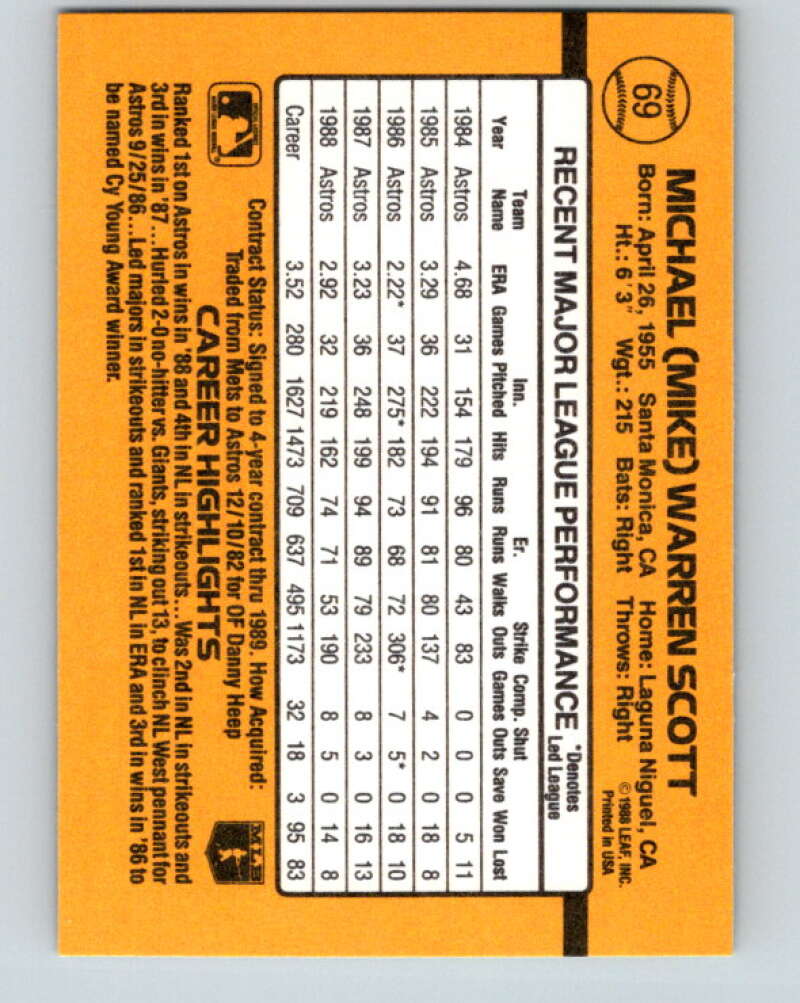 69
MICHAEL (MIKE) WARREN SCOTT
Born: April 26, 1955 Santa Monica, CA Home: Laguna Niguel, CA
Ht.: 6'3" Wgt.: 215 Bats: Right Throws: Right
© 1988 LEAF, INC.
Printed in USA
RECENT MAJOR LEAGUE PERFORMANCE *Denotes Led League
Team Inn. Er. Strike Comp. Shut
Year Name ERA Games Pitched Hits Runs Runs Walks Outs Games Outs Save Won Lost
1984 Astros 4.68 31 154 179 96 80 43 83 0 0 0 5 11
1985 Astros 3.29 36 222 194 91 81 80 137 4 2 0 18 8
1986 Astros 2.22* 37 275* 182 73 68 72 306* 7 5* 0 18 10
1987 Astros 3.23 36 248 199 94 89 79 233 8 3 0 16 13
1988 Astros 2.92 32 219 162 74 71 53 190 8 5 0 14 8
Career 3.52 280 1627 1473 709 637 495 1173 32 18 3 95 83
Contract Status: Signed to 4-year contract thru 1989. How Acquired:
Traded from Mets to Astros 12/10/82 for OF Danny Heep
MLB
CAREER HIGHLIGHTS
Ranked 1st on Astros in wins in '88 and 4th in NL in strikeouts... Was 2nd in NL in strikeouts and
3rd in wins in '87... Hurled 2-0 no-hitter vs. Giants, striking out 13, to clinch NL West pennant for
Astros 9/25/86... Led majors in strikeouts and ranked 1st in NL in ERA and 3rd in wins in '86 to
be named Cy Young Award winner.